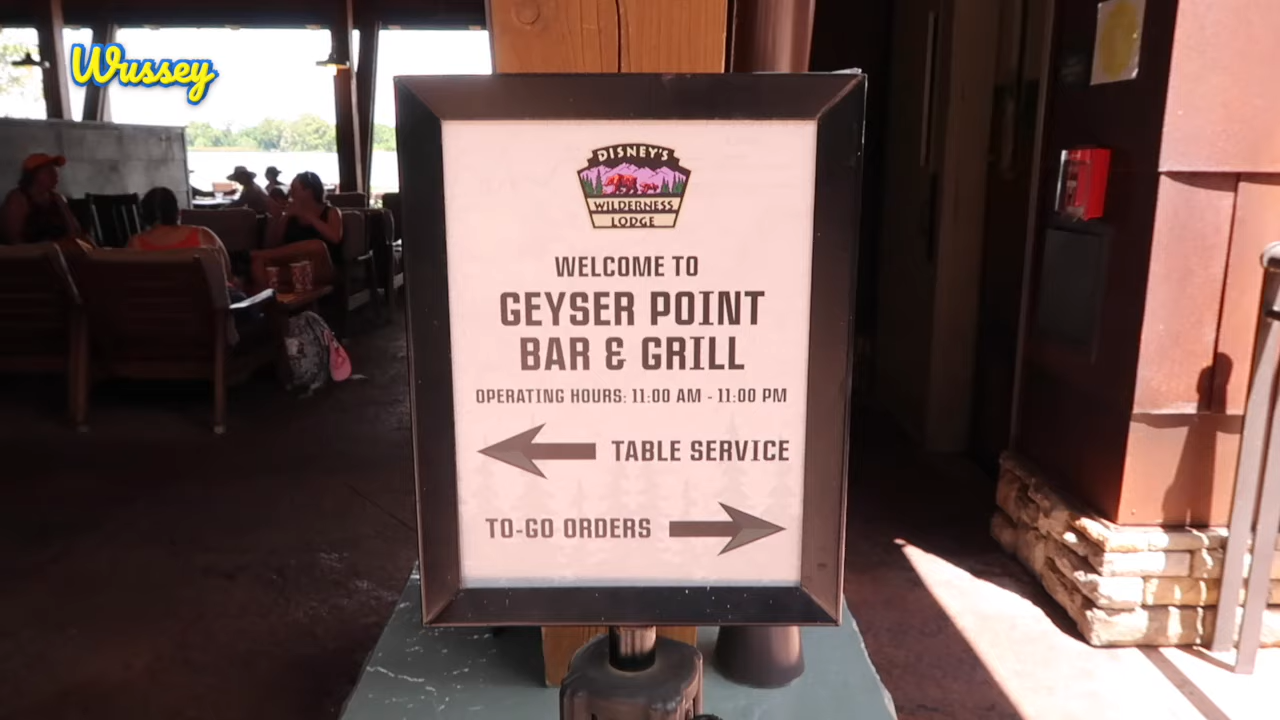 Wussey
DISNEY'S
WILDERNESS
LODGE
WELCOME TO
GEYSER POINT
BAR & GRILL
OPERATING HOURS: 11:00 AM - 11:00 PM
TABLE SERVICE
TO-GO ORDERS